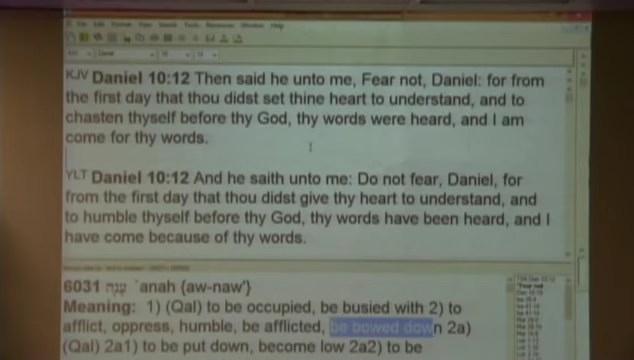 KJV Daniel 10:12 Then said he unto me, Fear not, Daniel: for from
the first day that thou didst set thine heart to understand, and to
chasten thyself before thy God, thy words were heard, and I am
come for thy words.
YLT Daniel 10:12 And he saith unto me: Do not fear, Daniel, for
from the first day that thou didst give thy heart to understand, and
to humble thyself before thy God, thy words have been heard, and I
have come because of thy words.
6031 עָנָה `anah {aw-naw'}
Meaning: 1) (Qal) to be occupied, be busied with 2) to
afflict, oppress, humble, be afflicted, be bowed down 2a)
(Qal) 2a1) to be put down, become low 2a2) to be